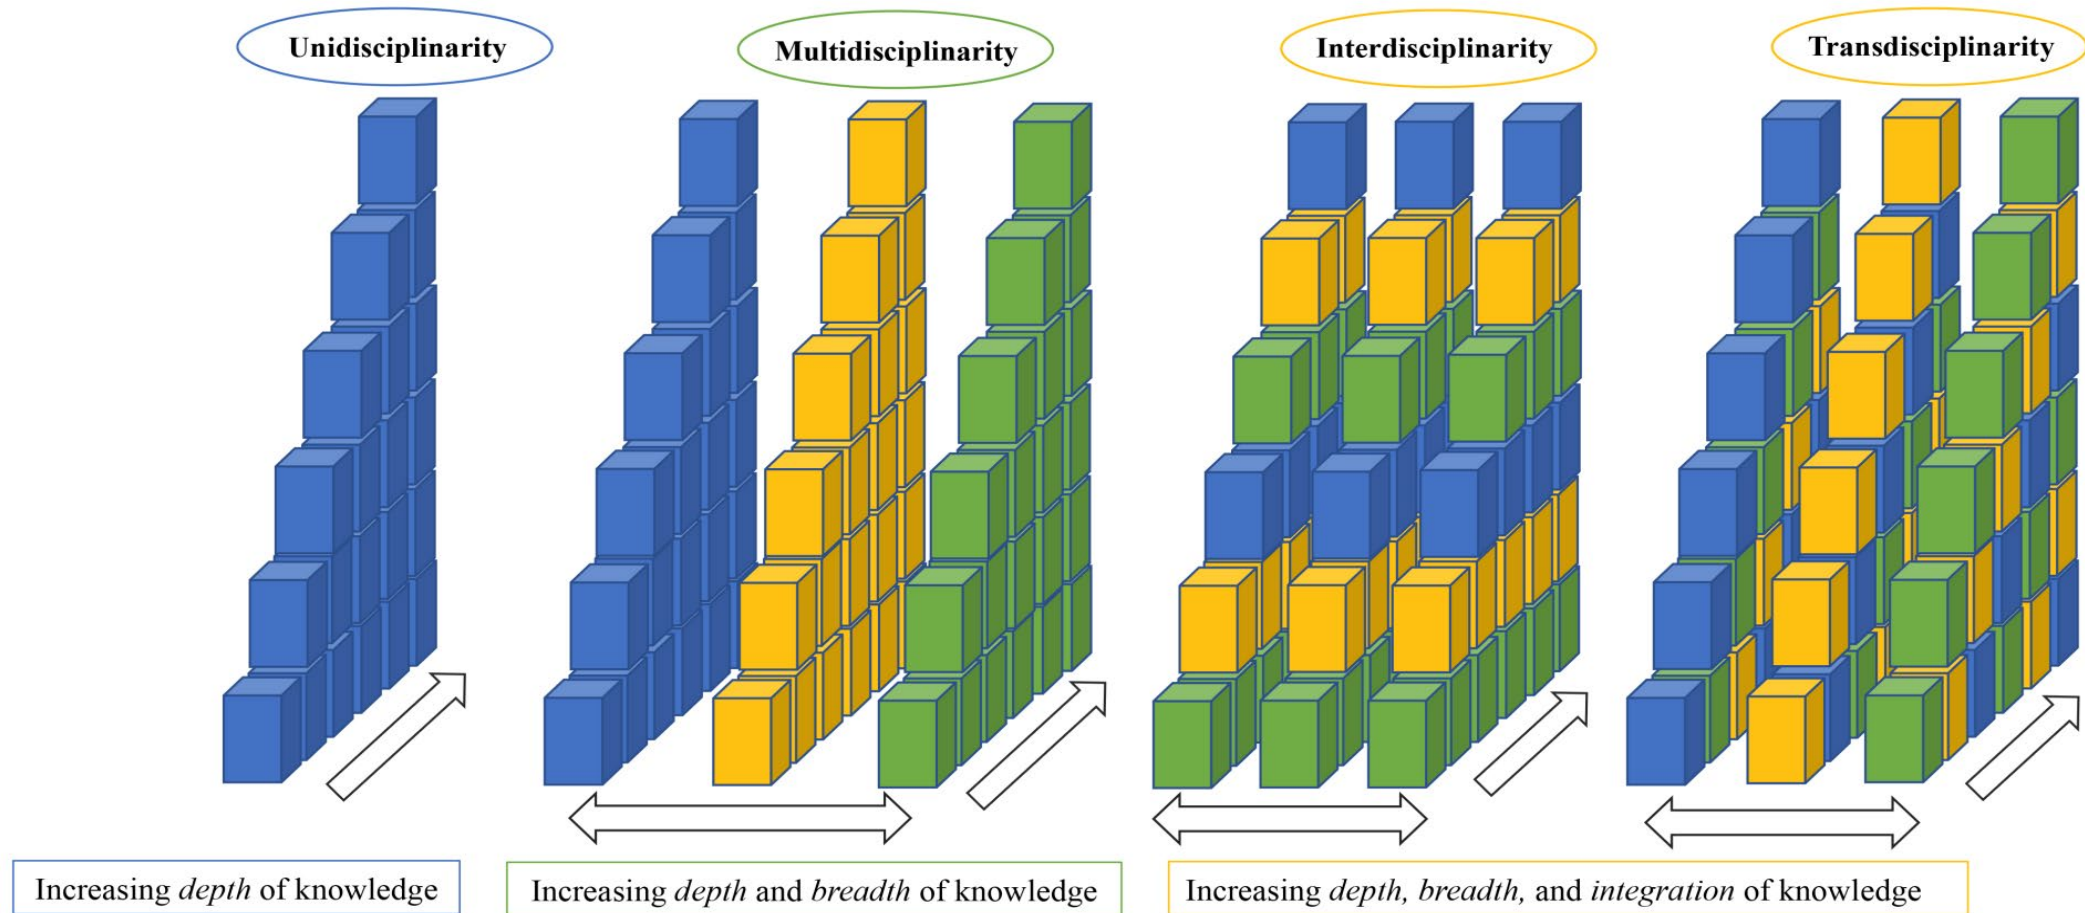 Unidisciplinarity
Multidisciplinarity
Interdisciplinarity
Transdisciplinarity
Increasing depth of knowledge
Increasing depth and breadth of knowledge
Increasing depth, breadth, and integration of knowledge